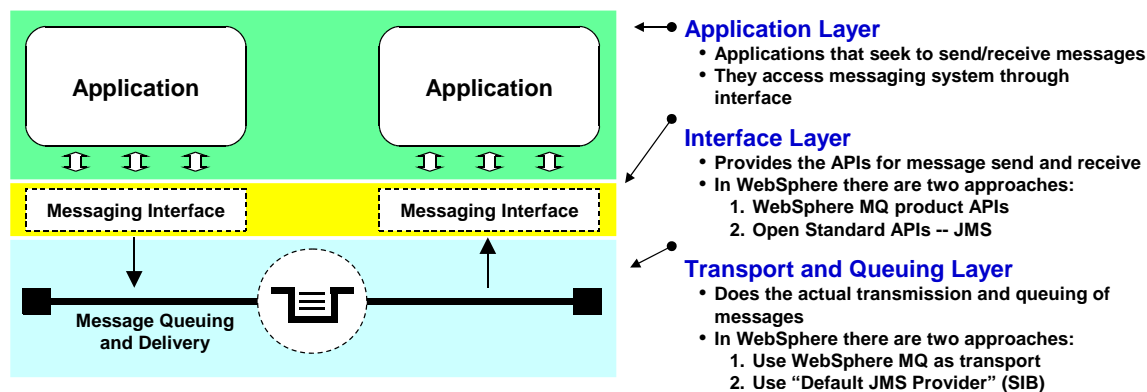 Application
Application
Messaging Interface
Messaging Interface
Message Queuing
and Delivery
Application Layer
• Applications that seek to send/receive messages
• They access messaging system through
interface
Interface Layer
• Provides the APIs for message send and receive
• In WebSphere there are two approaches:
1. WebSphere MQ product APIs
2. Open Standard APIs -- JMS
Transport and Queuing Layer
• Does the actual transmission and queuing of
messages
• In WebSphere there are two approaches:
1. Use WebSphere MQ as transport
2. Use “Default JMS Provider” (SIB)